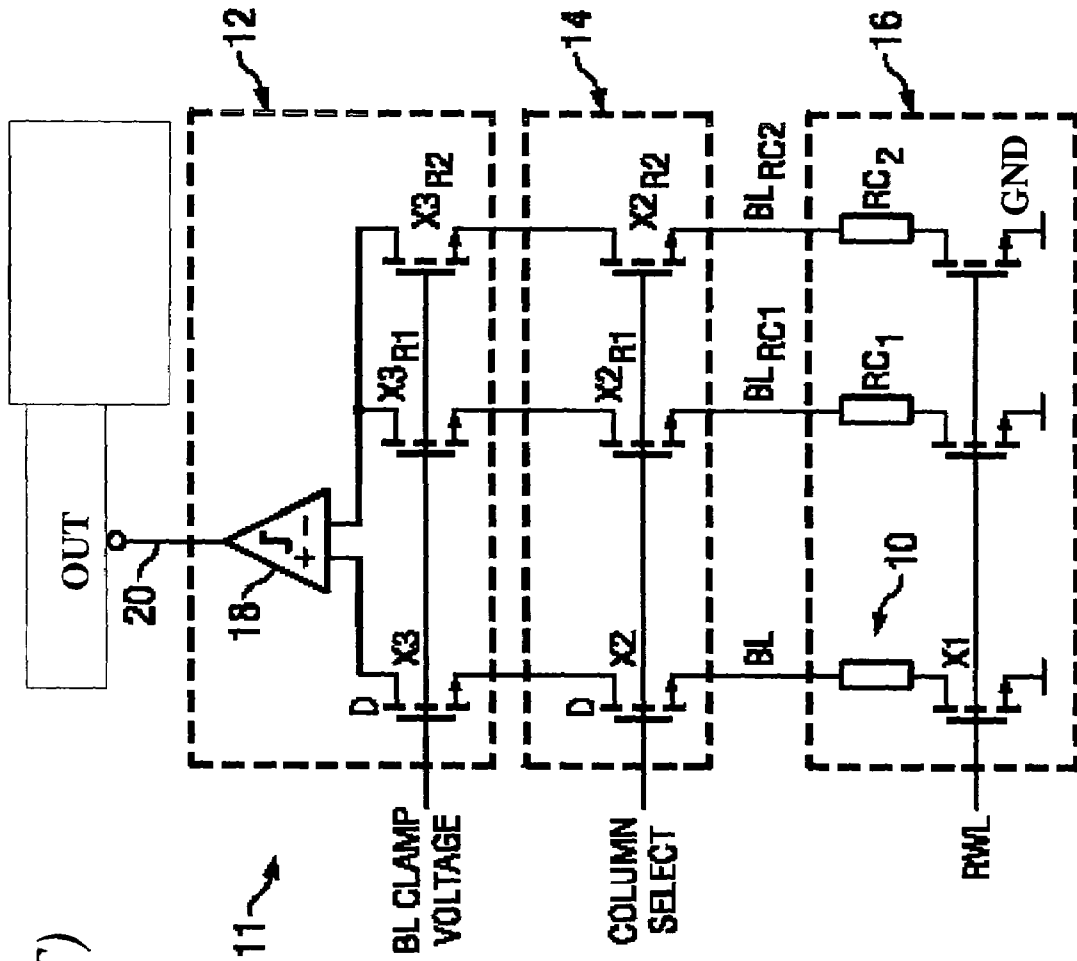 OUT
20
12
18
+ -
X3
X3R1
X3R2
D
BL CLAMP
VOLTAGE
11
14
X2
X2R1
X2R2
D
COLUMN
SELECT
BL
BLRC1
BLRC2
16
10
RC1
RC2
X1
GND
RWL